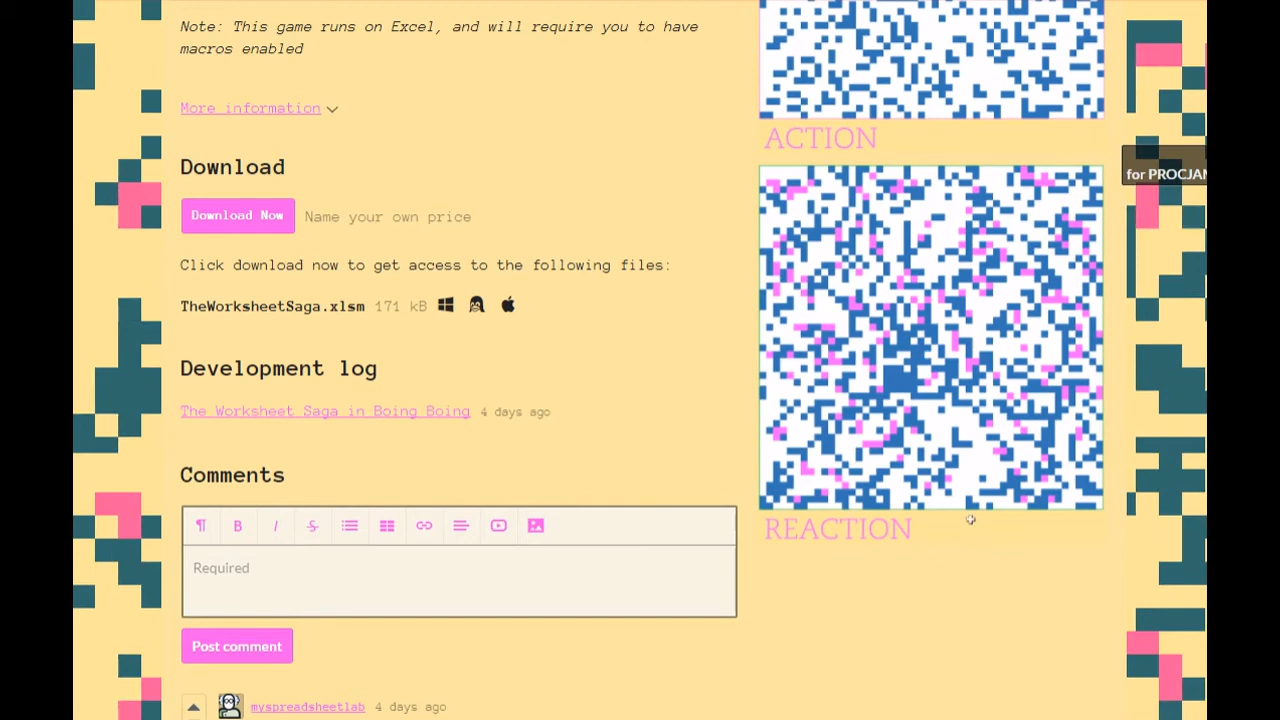 Note: This game runs on Excel, and will require you to have
macros enabled
More information
Download
Download Now Name your own price
Click download now to get access to the following files:
TheWorksheetSaga.xlsm 171 kB
Development log
The Worksheet Saga in Boing Boing 4 days ago
Comments
B I S
Required
Post comment
myspreadsheetlab 4 days ago
ACTION
REACTION
for PROCJAM